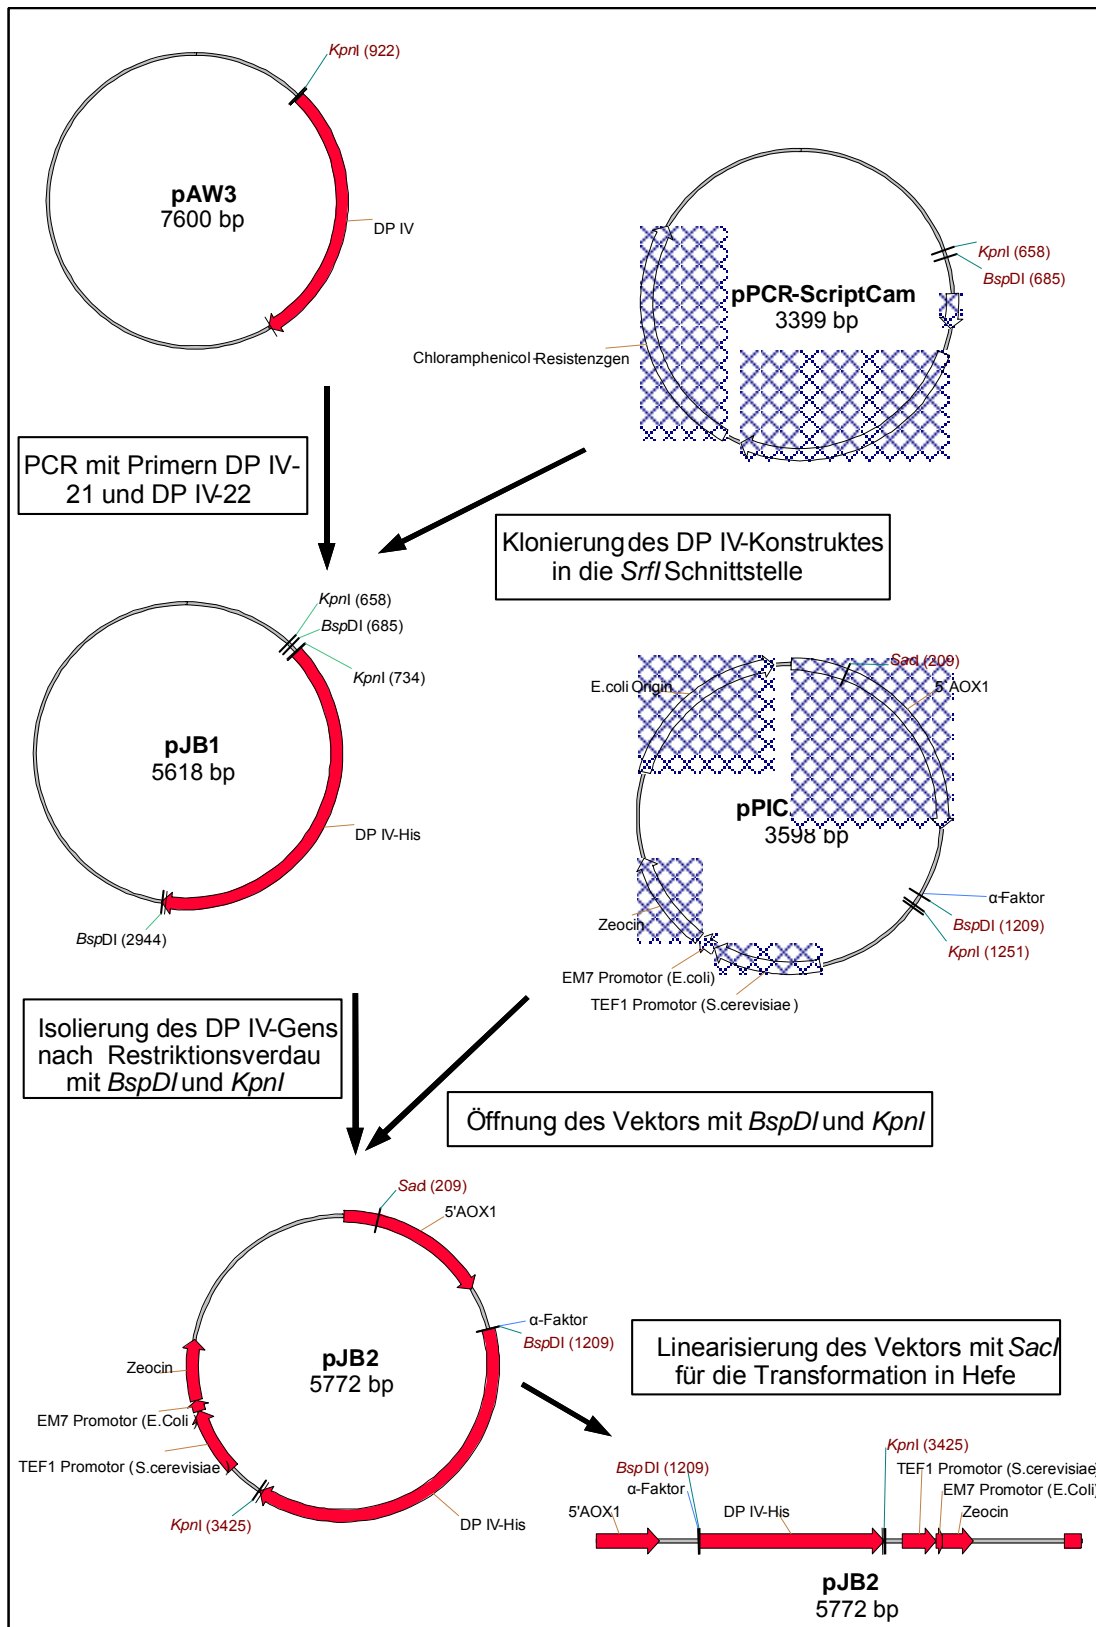 KpnI (922)
pAW3
7600 bp
DP IV
KpnI (658)
BspDI (685)
pPCR-ScriptCam
3399 bp
Chloramphenicol-Resistenzgen
PCR mit Primern DP IV-
21 und DP IV-22
Klonierung des DP IV-Konstruktes
in die SrfI Schnittstelle
KpnI (658)
BspDI (685)
KpnI (734)
pJB1
5618 bp
DP IV-His
BspDI (2944)
SacI (209)
E.coli Origin
5'AOX1
pPIC
3598 bp
α-Faktor
BspDI (1209)
KpnI (1251)
Zeocin
EM7 Promotor (E.coli)
TEF1 Promotor (S.cerevisiae)
Isolierung des DP IV-Gens
nach Restriktionsverdau
mit BspDI und KpnI
Öffnung des Vektors mit BspDI und KpnI
SacI (209)
5'AOX1
α-Faktor
BspDI (1209)
pJB2
5772 bp
Zeocin
EM7 Promotor (E.Coli)
TEF1 Promotor (S.cerevisiae)
KpnI (3425)
DP IV-His
Linearisierung des Vektors mit SacI
für die Transformation in Hefe
KpnI (3425)
BspDI (1209)
TEF1 Promotor (S.cerevisiae)
α-Faktor
EM7 Promotor (E.Coli)
5'AOX1
DP IV-His
Zeocin
pJB2
5772 bp